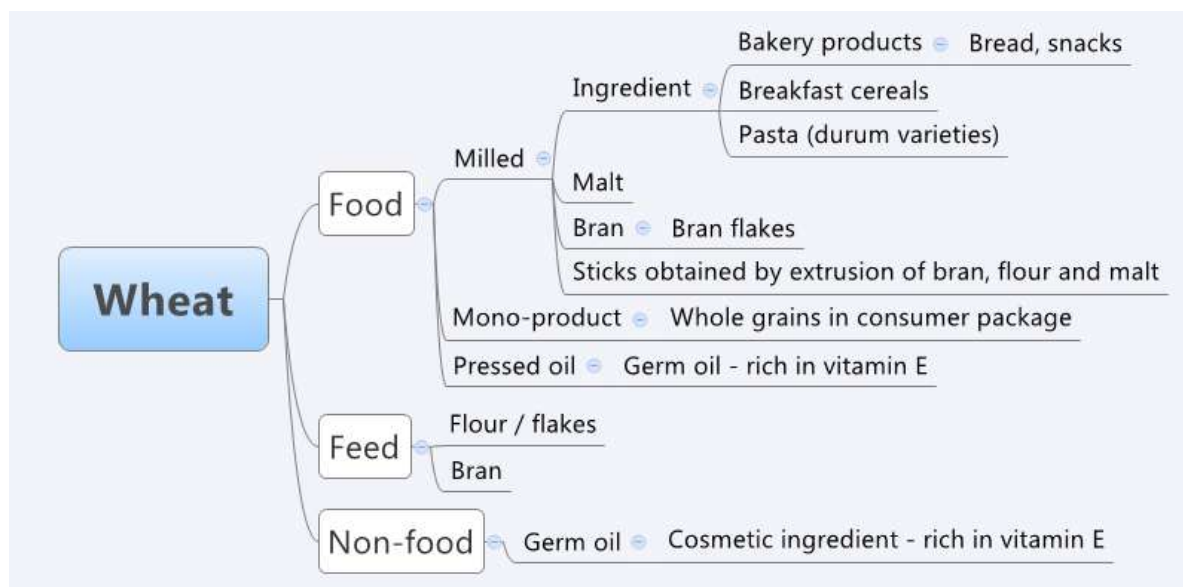 Wheat
Food
Milled
Ingredient
Bakery products
Bread, snacks
Breakfast cereals
Pasta (durum varieties)
Malt
Bran
Bran flakes
Sticks obtained by extrusion of bran, flour and malt
Mono-product
Whole grains in consumer package
Pressed oil
Germ oil - rich in vitamin E
Feed
Flour / flakes
Bran
Non-food
Germ oil
Cosmetic ingredient - rich in vitamin E